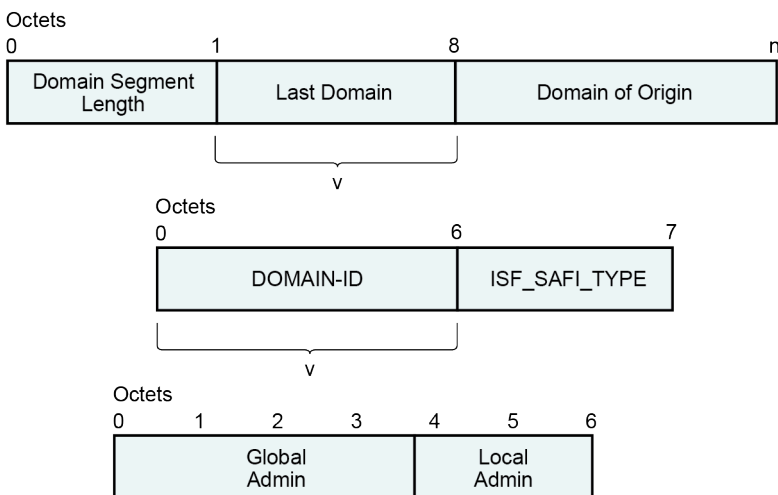 Octets
0 1 8 n
Domain Segment Length Last Domain Domain of Origin
v
Octets
0 6 7
DOMAIN-ID ISF_SAFI_TYPE
v
Octets
0 1 2 3 4 5 6
Global Admin Local Admin